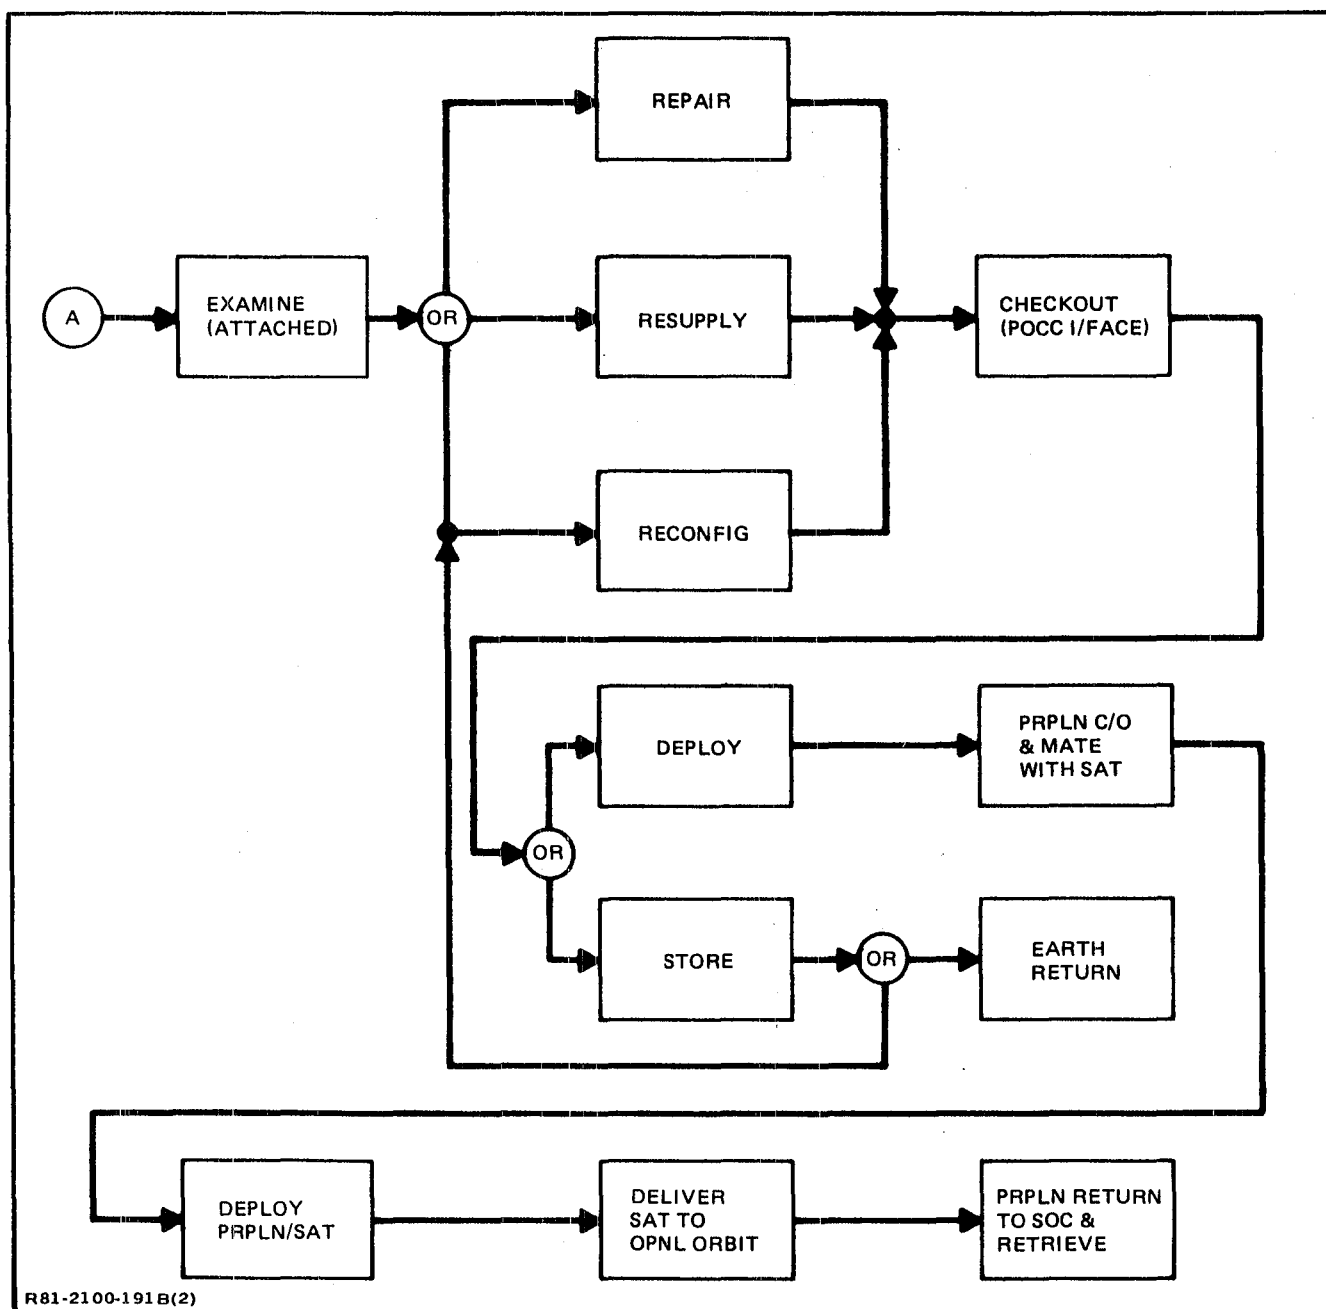 REPAIR
A
EXAMINE
(ATTACHED)
OR
RESUPPLY
CHECKOUT
(POCC I/FACE)
RECONFIG
DEPLOY
PRPLN C/O
& MATE
WITH SAT
OR
STORE
OR
EARTH
RETURN
DEPLOY
PRPLN/SAT
DELIVER
SAT TO
OPNL ORBIT
PRPLN RETURN
TO SOC &
RETRIEVE
R81-2100-191B(2)